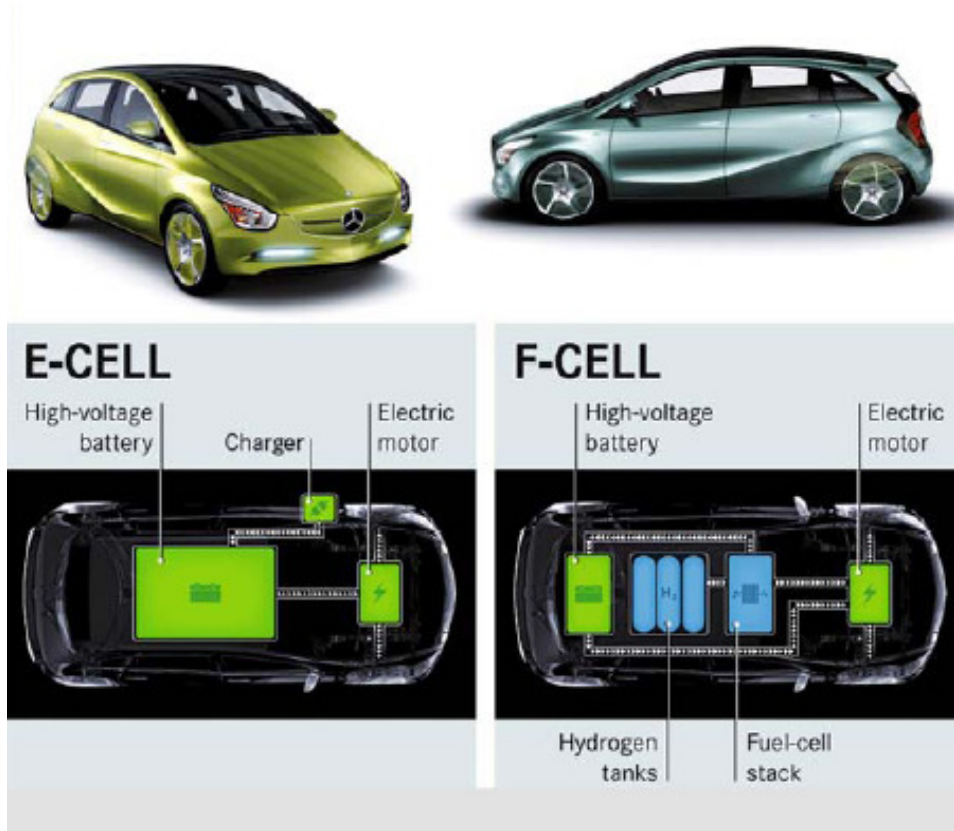 E-CELL
High-voltage
battery
Charger
Electric
motor
F-CELL
High-voltage
battery
Electric
motor
H₂
Hydrogen
tanks
Fuel-cell
stack